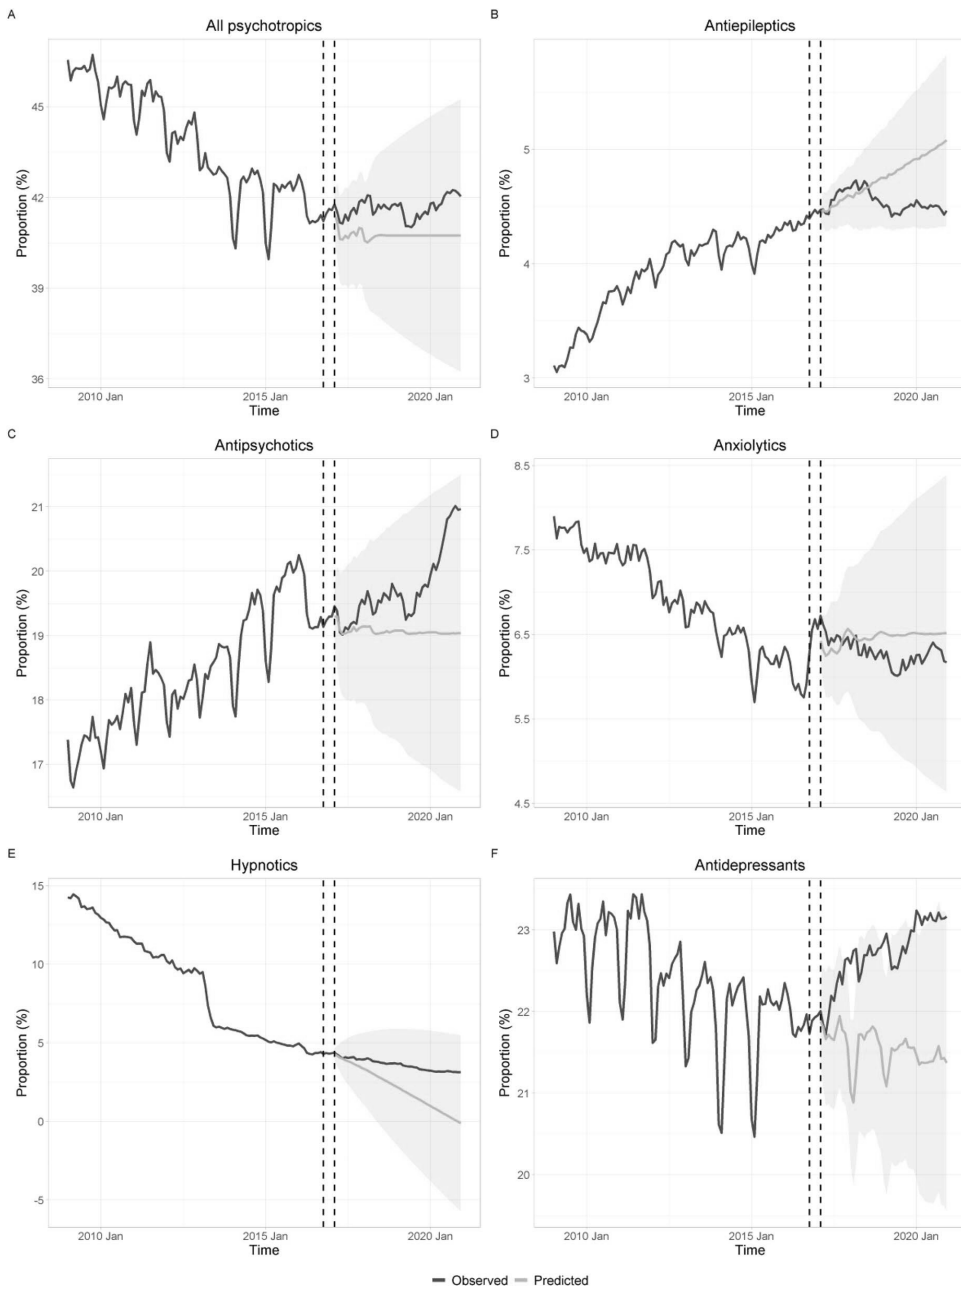 A
All psychotropics
Proportion (%)
45
42
39
36
2010 Jan 2015 Jan 2020 Jan
Time
B
Antiepileptics
Proportion (%)
5
4
3
2010 Jan 2015 Jan 2020 Jan
Time
C
Antipsychotics
Proportion (%)
21
20
19
18
17
2010 Jan 2015 Jan 2020 Jan
Time
D
Anxiolytics
Proportion (%)
8.5
7.5
6.5
5.5
4.5
2010 Jan 2015 Jan 2020 Jan
Time
E
Hypnotics
Proportion (%)
15
10
5
0
-5
2010 Jan 2015 Jan 2020 Jan
Time
F
Antidepressants
Proportion (%)
23
22
21
20
2010 Jan 2015 Jan 2020 Jan
Time
Observed Predicted